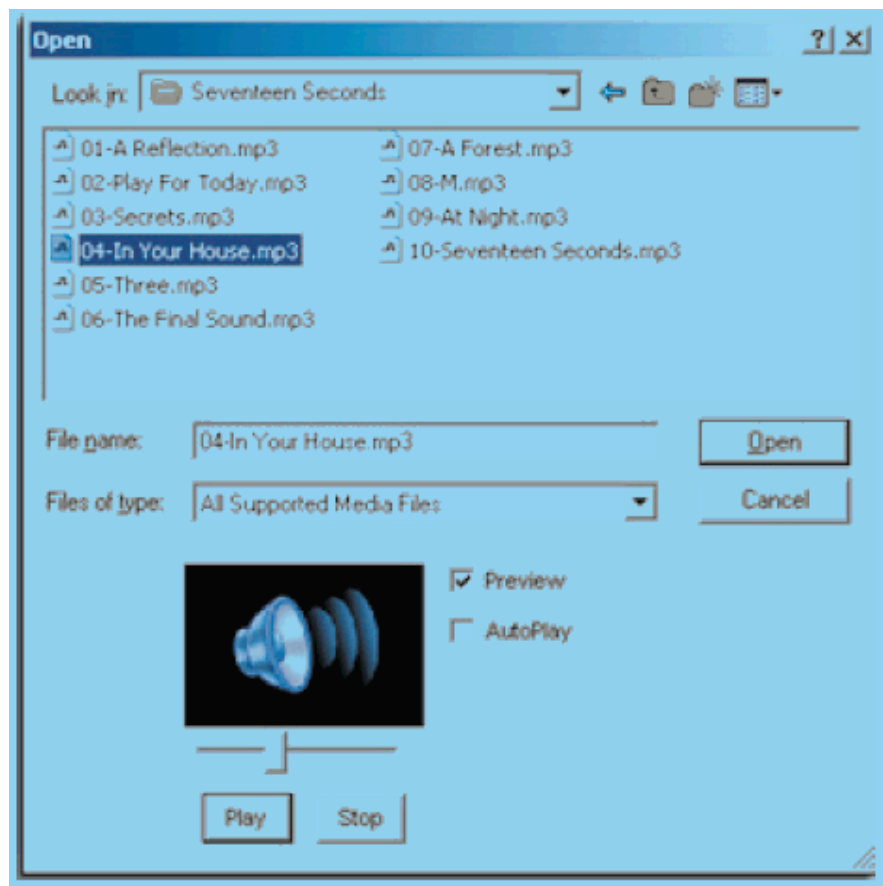 Open
? ×
Look in: Seventeen Seconds
01-A Reflection.mp3
02-Play For Today.mp3
03-Secrets.mp3
04-In Your House.mp3
05-Three.mp3
06-The Final Sound.mp3
07-A Forest.mp3
08-M.mp3
09-At Night.mp3
10-Seventeen Seconds.mp3
File name: 04-In Your House.mp3
Open
Files of type: All Supported Media Files
Cancel
Preview
AutoPlay
Play Stop